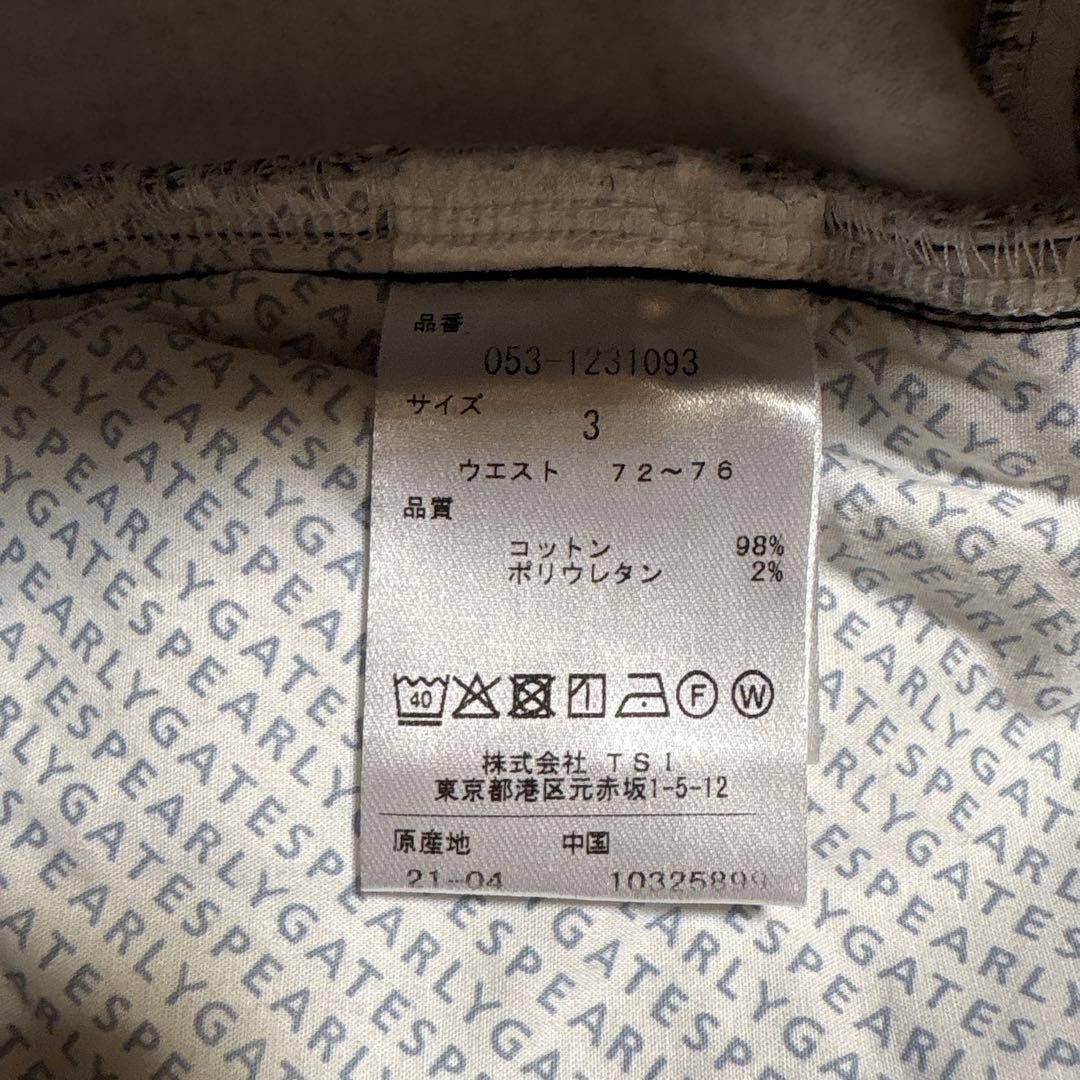 品番
053-1231093
サイズ
3
ウエスト 72〜76
品質
コットン 98%
ポリウレタン 2%
40 F W
株式会社 TSI
東京都港区元赤坂1-5-12
原産地 中国
21-04 10325899
PEARLYGATES